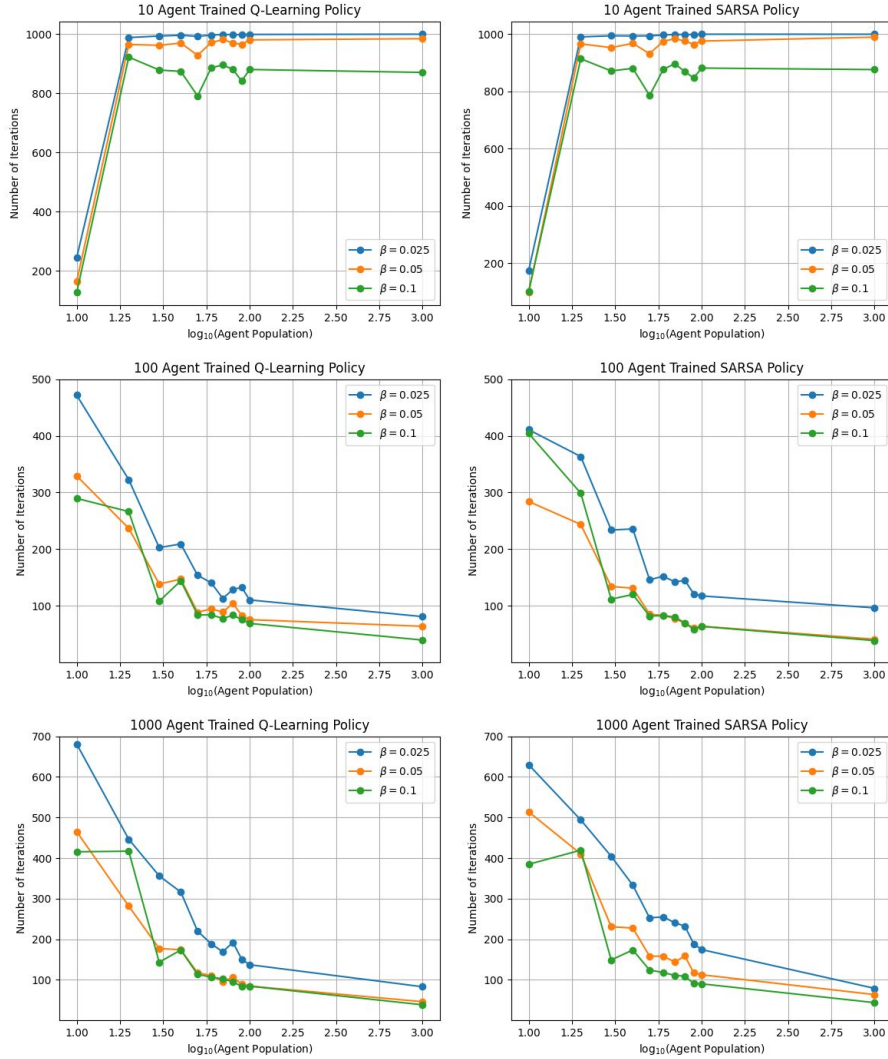 10 Agent Trained Q-Learning Policy
Number of Iterations
1000
800
600
400
200
β = 0.025
β = 0.05
β = 0.1
1.00 1.25 1.50 1.75 2.00 2.25 2.50 2.75 3.00
log10(Agent Population)
10 Agent Trained SARSA Policy
Number of Iterations
1000
800
600
400
200
β = 0.025
β = 0.05
β = 0.1
1.00 1.25 1.50 1.75 2.00 2.25 2.50 2.75 3.00
log10(Agent Population)
100 Agent Trained Q-Learning Policy
Number of Iterations
500
400
300
200
100
β = 0.025
β = 0.05
β = 0.1
1.00 1.25 1.50 1.75 2.00 2.25 2.50 2.75 3.00
log10(Agent Population)
100 Agent Trained SARSA Policy
Number of Iterations
500
400
300
200
100
β = 0.025
β = 0.05
β = 0.1
1.00 1.25 1.50 1.75 2.00 2.25 2.50 2.75 3.00
log10(Agent Population)
1000 Agent Trained Q-Learning Policy
Number of Iterations
700
600
500
400
300
200
100
β = 0.025
β = 0.05
β = 0.1
1.00 1.25 1.50 1.75 2.00 2.25 2.50 2.75 3.00
log10(Agent Population)
1000 Agent Trained SARSA Policy
Number of Iterations
700
600
500
400
300
200
100
β = 0.025
β = 0.05
β = 0.1
1.00 1.25 1.50 1.75 2.00 2.25 2.50 2.75 3.00
log10(Agent Population)